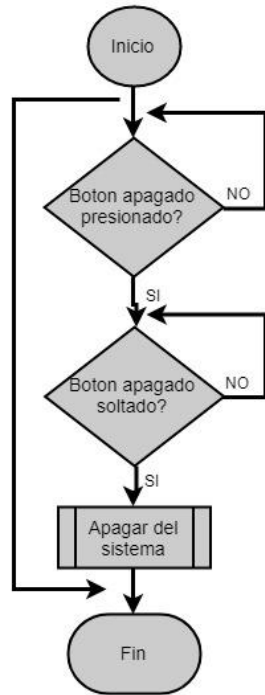 Inicio
Boton apagado
presionado?
NO
SI
Boton apagado
soltado?
NO
SI
Apagar del
sistema
Fin